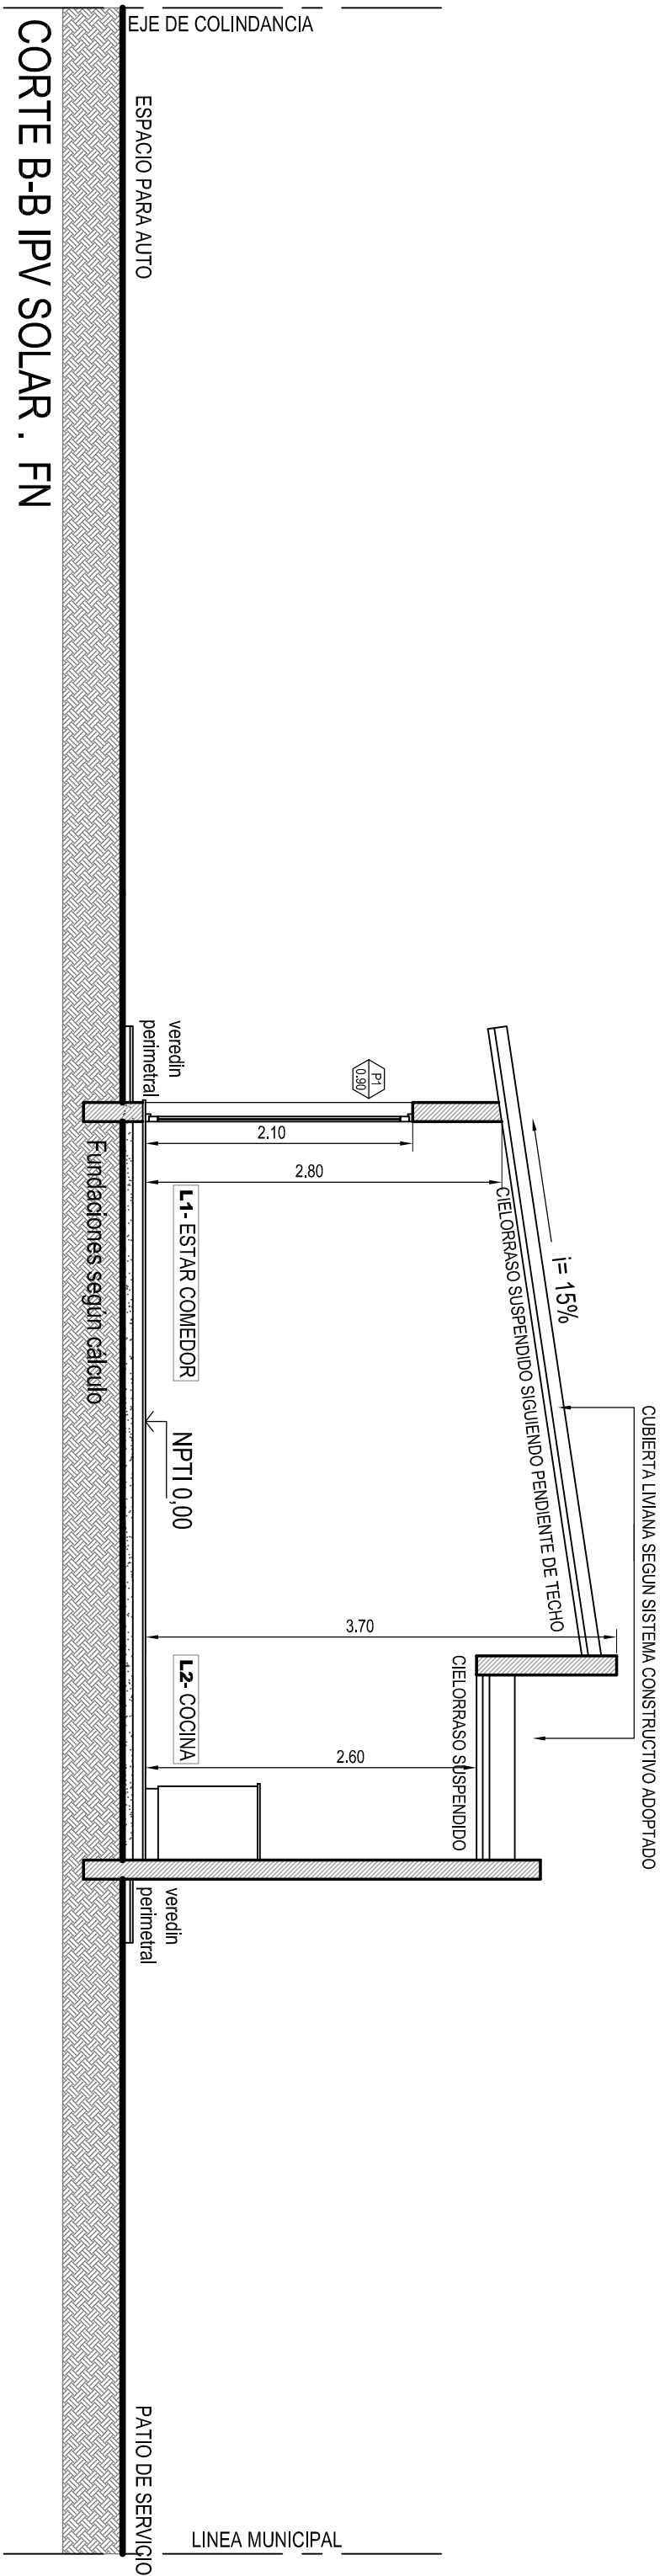 EJE DE COLINDANCIA
ESPACIO PARA AUTO
CUBIERTA LIVIANA SEGUN SISTEMA CONSTRUCTIVO ADOPTADO
i= 15%
CIELORRASO SUSPENDIDO SIGUIENDO PENDIENTE DE TECHO
CIELORRASO SUSPENDIDO
P1
0.90
2.10
2.80
3.70
2.60
L1- ESTAR COMEDOR
NPTI 0,00
L2- COCINA
veredin
perimetral
veredin
perimetral
Fundaciones según cálculo
PATIO DE SERVICIO
LINEA MUNICIPAL
CORTE B-B IPV SOLAR . FN